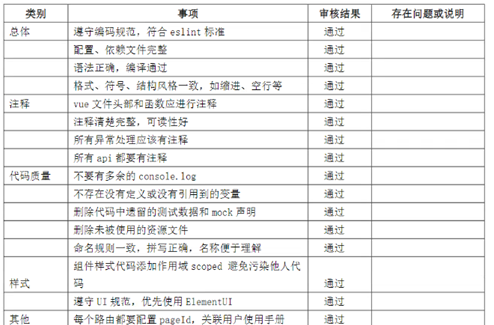 类别 事项 审核结果 存在问题或说明
总体 遵守编码规范，符合 eslint 标准 通过
配置、依赖文件完整 通过
语法正确，编译通过 通过
格式、符号、结构风格一致，如缩进、空行等 通过
注释 vue 文件头部和函数应进行注释 通过
注释清楚完整，可读性好 通过
所有异常处理应该有注释 通过
所有 api 都要有注释 通过
代码质量 不要有多余的 console.log 通过
不存在没有定义或没有引用到的变量 通过
删除代码中遗留的测试数据和 mock 声明 通过
删除未被使用的资源文件 通过
命名规则一致，拼写正确，名称便于理解 通过
组件样式代码添加作用域 scoped 避免污染他人代
样式 码 通过
遵守 UI 规范，优先使用 ElementUI 通过
其他 每个路由都要配置 pageId，关联用户使用手册 通过